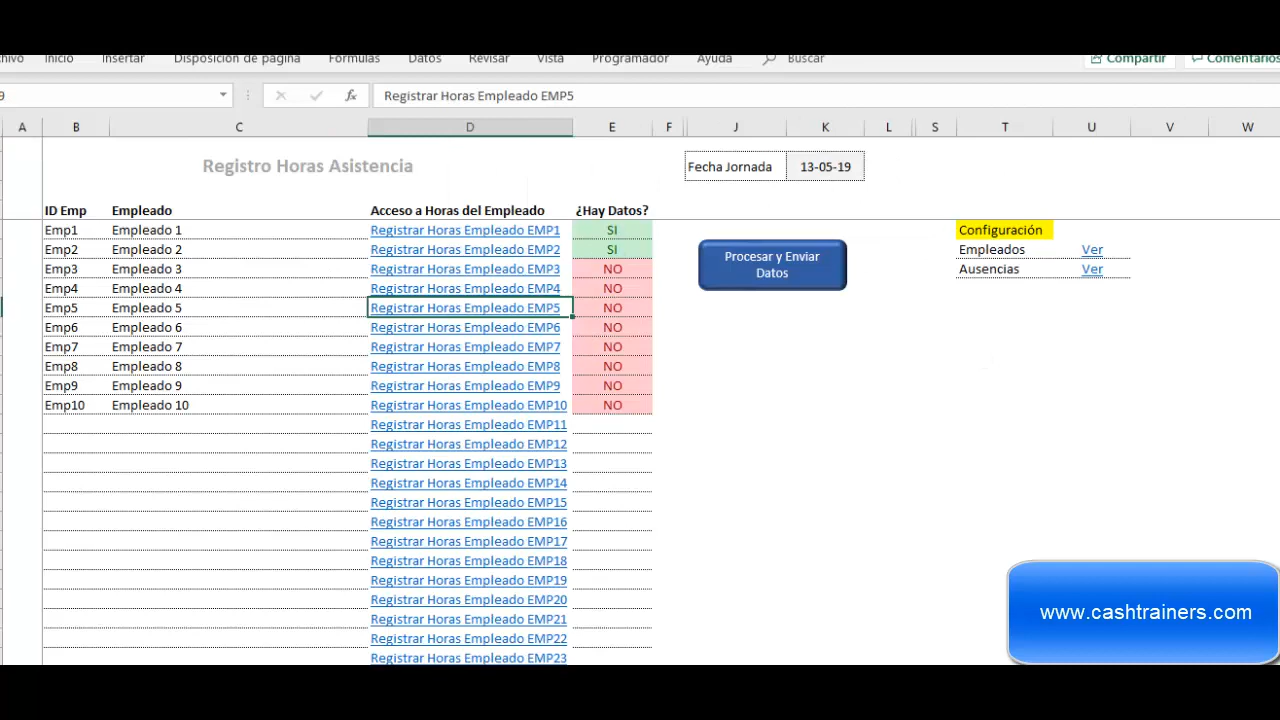 Inicio Insertar Disposición de página Fórmulas Datos Revisar Vista Programador Ayuda Buscar Compartir Comentarios
9 fx Registrar Horas Empleado EMP5
A B C D E F J K L S T U V W
Registro Horas Asistencia Fecha Jornada 13-05-19
ID Emp Empleado Acceso a Horas del Empleado ¿Hay Datos?
Emp1 Empleado 1 Registrar Horas Empleado EMP1 SI Configuración
Emp2 Empleado 2 Registrar Horas Empleado EMP2 SI Empleados Ver
Emp3 Empleado 3 Registrar Horas Empleado EMP3 NO Ausencias Ver
Procesar y Enviar
Datos
Emp4 Empleado 4 Registrar Horas Empleado EMP4 NO
Emp5 Empleado 5 Registrar Horas Empleado EMP5 NO
Emp6 Empleado 6 Registrar Horas Empleado EMP6 NO
Emp7 Empleado 7 Registrar Horas Empleado EMP7 NO
Emp8 Empleado 8 Registrar Horas Empleado EMP8 NO
Emp9 Empleado 9 Registrar Horas Empleado EMP9 NO
Emp10 Empleado 10 Registrar Horas Empleado EMP10 NO
Registrar Horas Empleado EMP11
Registrar Horas Empleado EMP12
Registrar Horas Empleado EMP13
Registrar Horas Empleado EMP14
Registrar Horas Empleado EMP15
Registrar Horas Empleado EMP16
Registrar Horas Empleado EMP17
Registrar Horas Empleado EMP18
Registrar Horas Empleado EMP19
Registrar Horas Empleado EMP20
Registrar Horas Empleado EMP21
Registrar Horas Empleado EMP22
Registrar Horas Empleado EMP23
www.cashtrainers.com